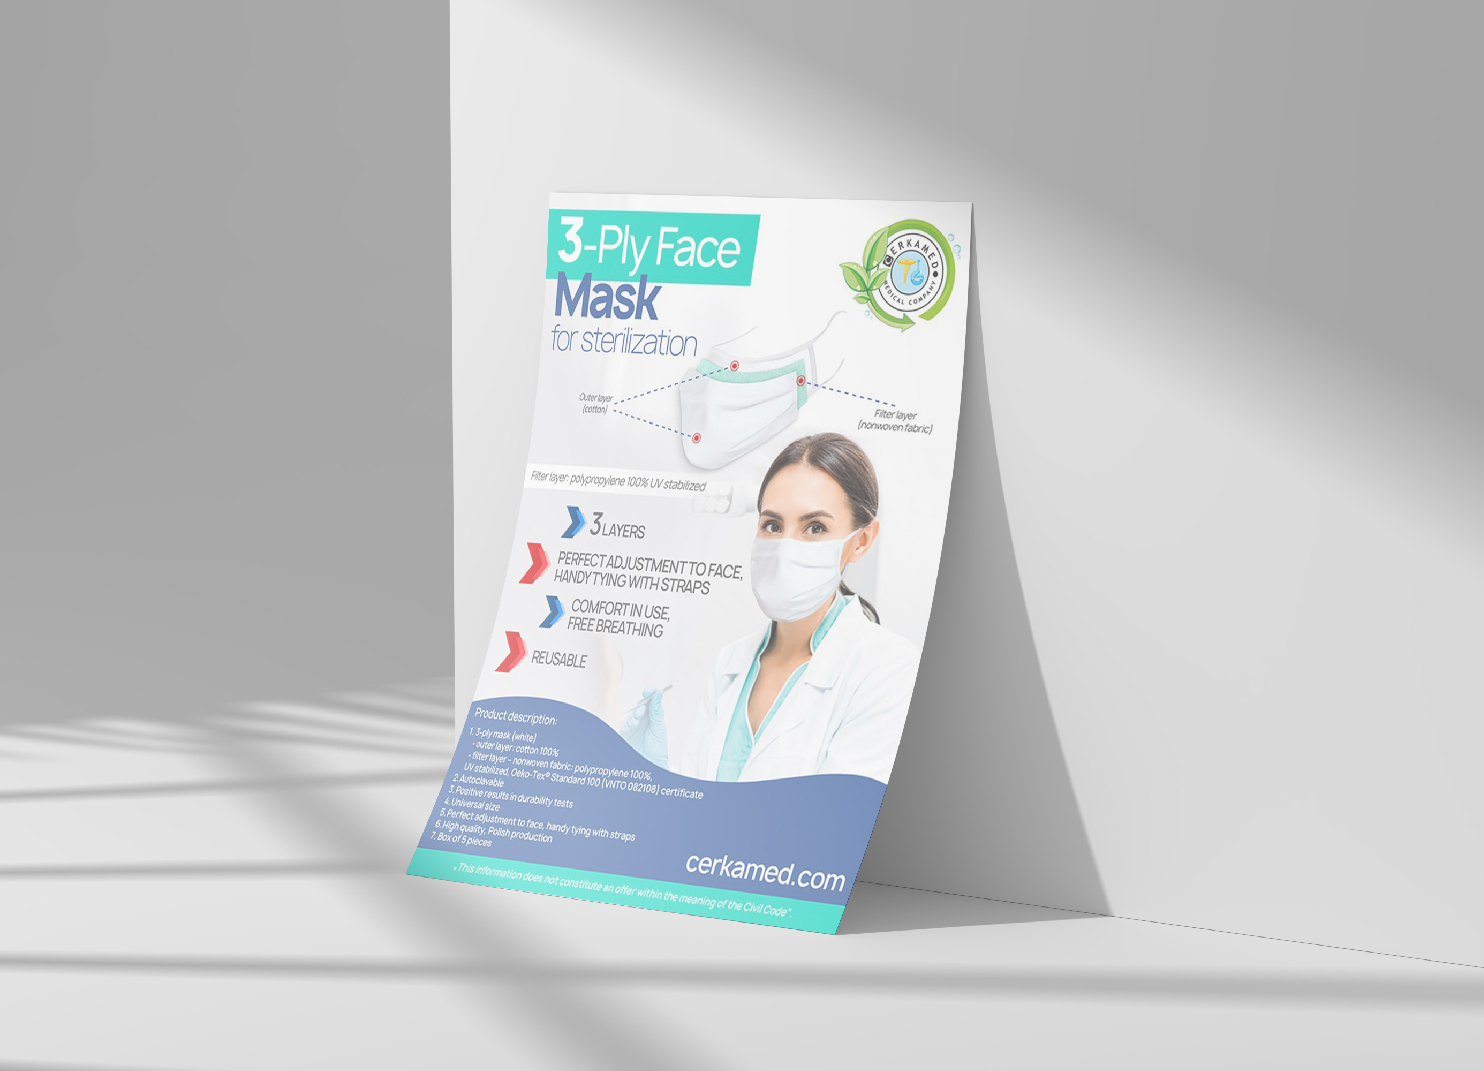 3-Ply Face
Mask
for sterilization
CERKAMED
MEDICAL COMPANY
Outer layer
(cotton)
Filter layer
(nonwoven fabric)
Filter layer: polypropylene 100% UV stabilized
3 LAYERS
PERFECT ADJUSTMENT TO FACE,
HANDY TYING WITH STRAPS
COMFORT IN USE,
FREE BREATHING
REUSABLE
Product description:
1. 3-ply mask (white)
- outer layer: cotton 100%
- filter layer - nonwoven fabric: polypropylene 100%,
UV stabilized, Oeko-Tex® Standard 100 (VNTO 082108) certificate
2. Autoclavable
3. Positive results in durability tests
4. Universal size
5. Perfect adjustment to face, handy tying with straps
6. High quality, Polish production
7. Box of 5 pieces
cerkamed.com
„This information does not constitute an offer within the meaning of the Civil Code".